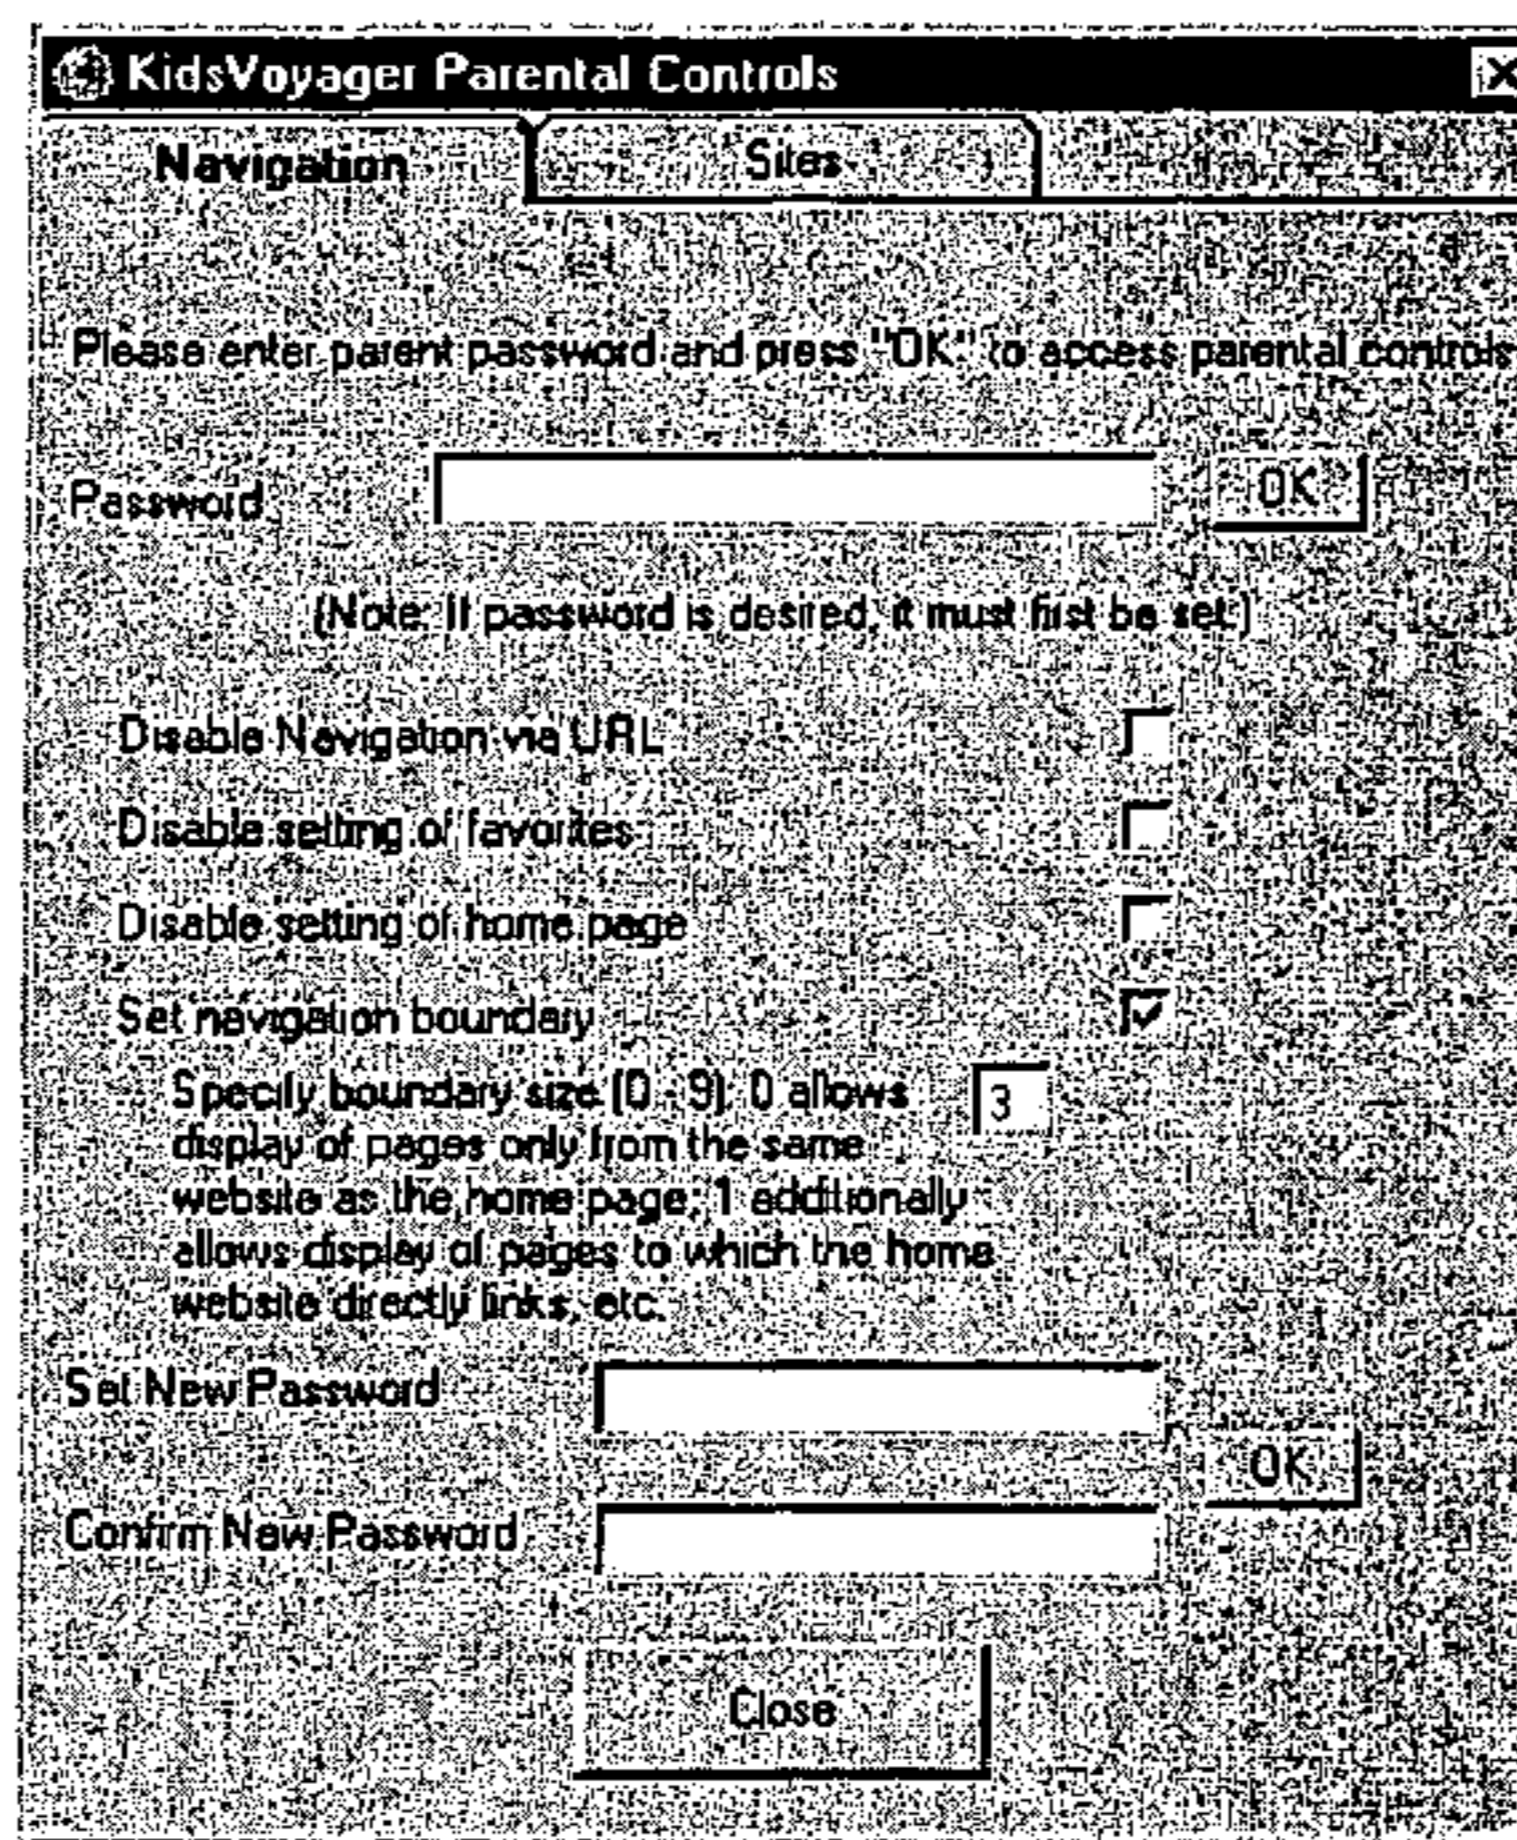 KidsVoyager Parental Controls
Navigation Sites
Please enter parent password and press "OK" to access parental controls
Password OK
(Note: If password is desired, it must first be set.)
Disable Navigation via URL
Disable setting of favorites
Disable setting of home page
Set navigation boundary
Specify boundary size (0 - 9); 0 allows 3
display of pages only from the same
website as the home page; 1 additionally
allows display of pages to which the home
website directly links, etc.
Set New Password
OK
Confirm New Password
Close